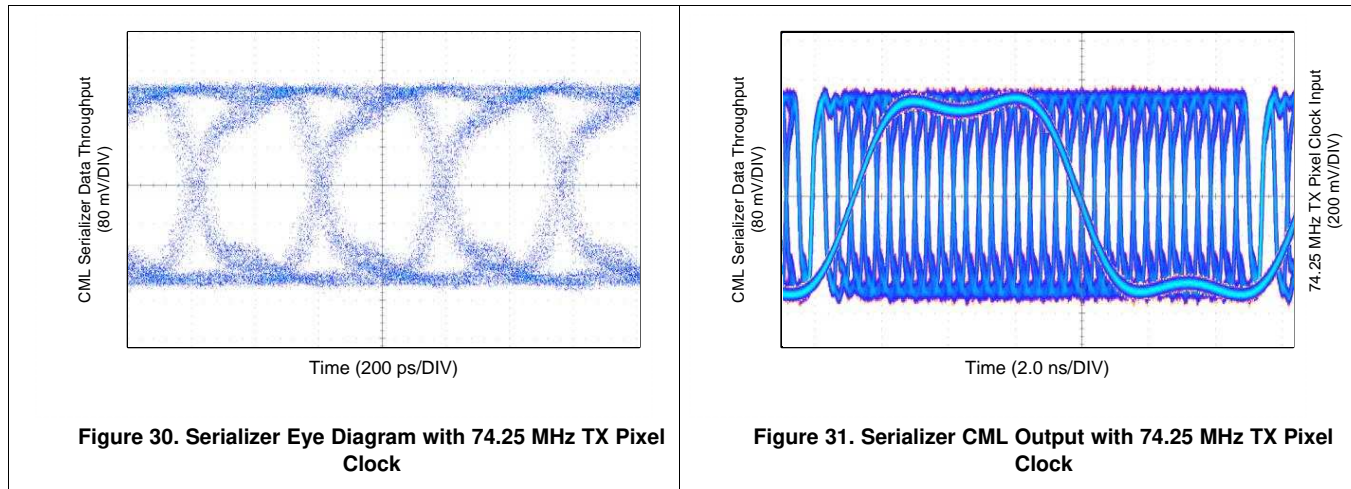 CML Serializer Data Throughput
(80 mV/DIV)
Time (200 ps/DIV)
Figure 30. Serializer Eye Diagram with 74.25 MHz TX Pixel
Clock
CML Serializer Data Throughput
(80 mV/DIV)
74.25 MHz TX Pixel Clock Input
(200 mV/DIV)
Time (2.0 ns/DIV)
Figure 31. Serializer CML Output with 74.25 MHz TX Pixel
Clock